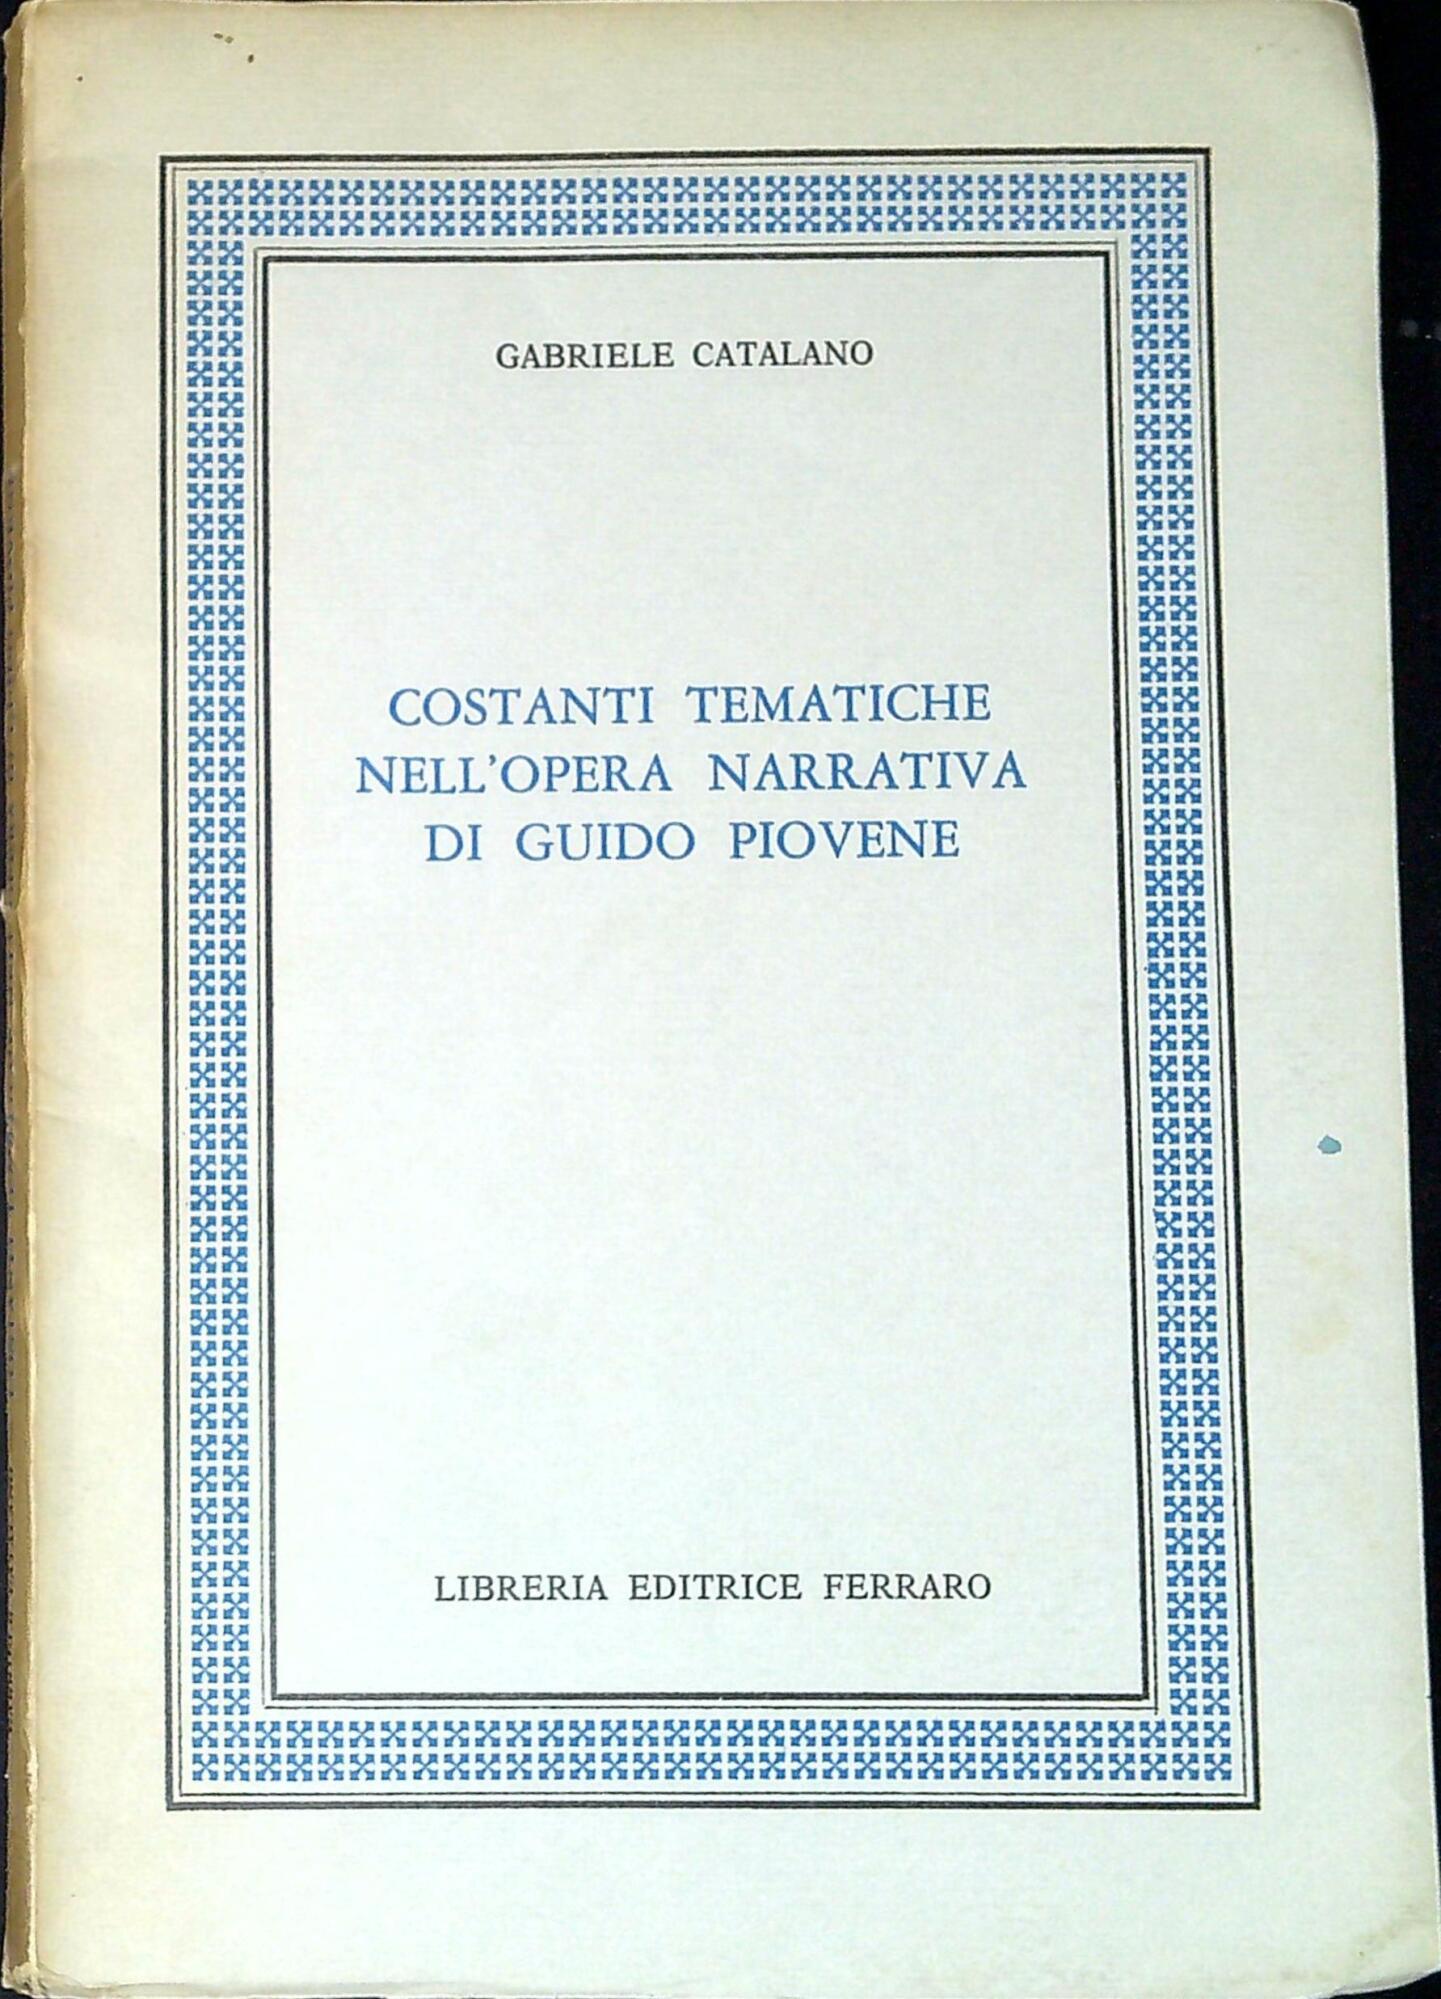 GABRIELE CATALANO
COSTANTI TEMATICHE
NELL'OPERA NARRATIVA
DI GUIDO PIOVENE
LIBRERIA EDITRICE FERRARO